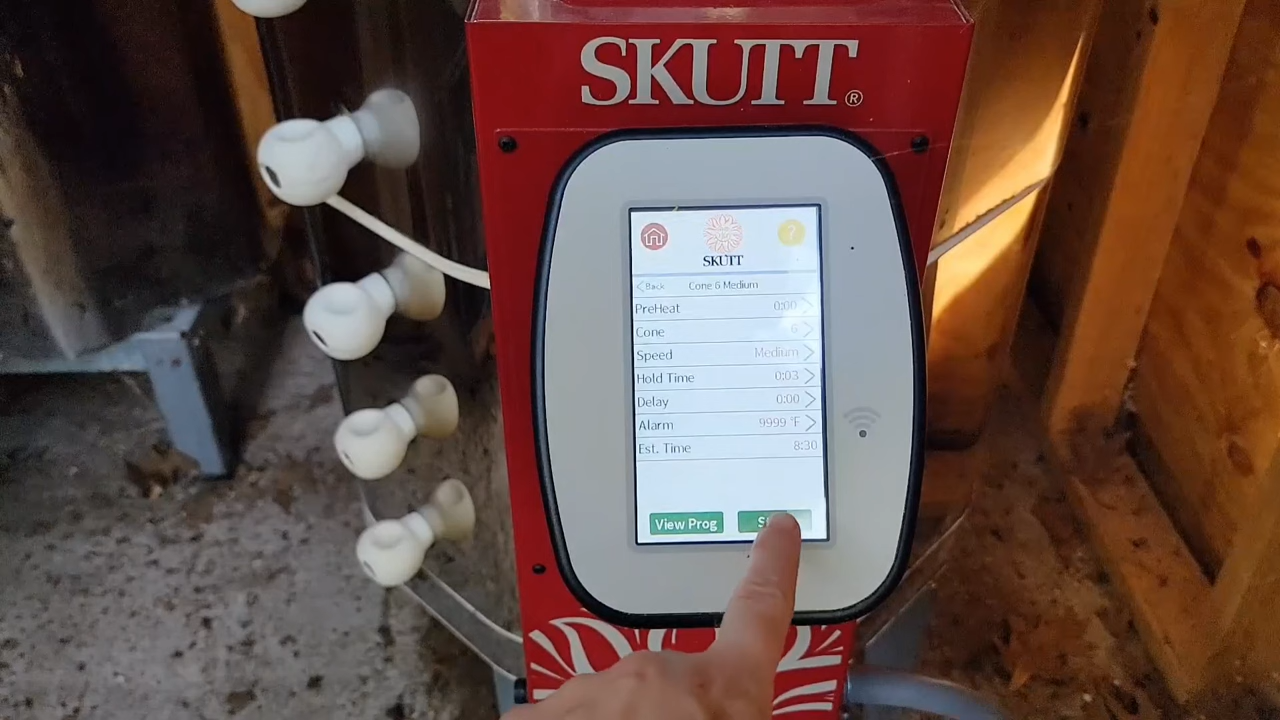 SKUTT®
?
SKUTT
< Back Cone 6 Medium
PreHeat 0:00 >
Cone 6 >
Speed Medium >
Hold Time 0:03 >
Delay 0:00 >
Alarm 9999 °F >
Est. Time 8:30
View Prog